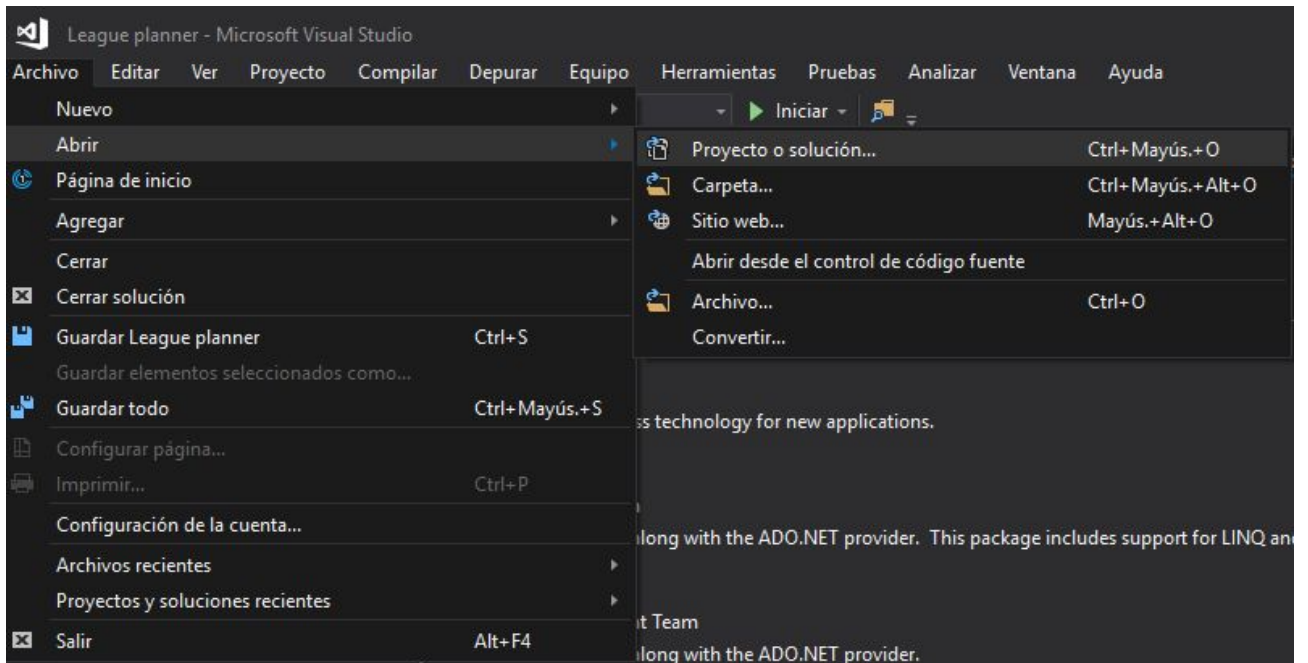 League planner - Microsoft Visual Studio
Archivo Editar Ver Proyecto Compilar Depurar Equipo Herramientas Pruebas Analizar Ventana Ayuda
Iniciar
Nuevo
Abrir
Página de inicio
Agregar
Cerrar
Cerrar solución
Guardar League planner Ctrl+S
Guardar elementos seleccionados como...
Guardar todo Ctrl+Mayús.+S
Configurar página...
Imprimir... Ctrl+P
Configuración de la cuenta...
Archivos recientes
Proyectos y soluciones recientes
Salir Alt+F4
Proyecto o solución... Ctrl+Mayús.+O
Carpeta... Ctrl+Mayús.+Alt+O
Sitio web... Mayús.+Alt+O
Abrir desde el control de código fuente
Archivo... Ctrl+O
Convertir...
technology for new applications.
with the ADO.NET provider. This package includes support for LINQ
Team
with the ADO.NET provider.